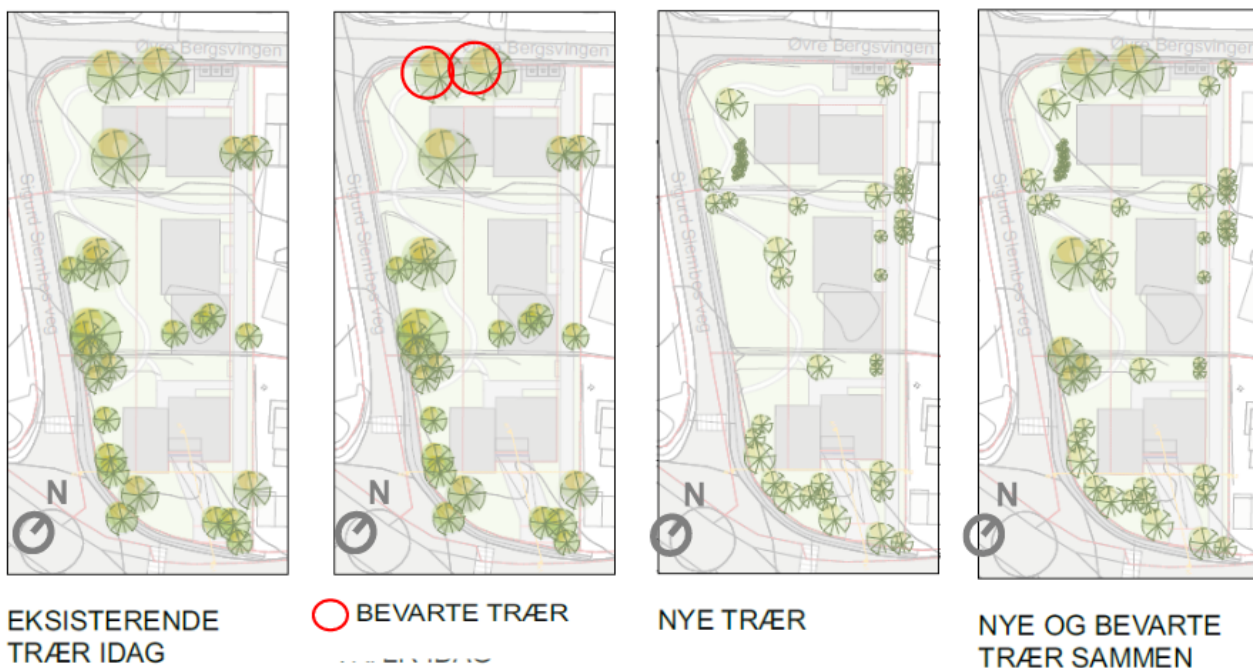 Øvre Bergsvingen
Sigurd Slembes veg
N
EKSISTERENDE
TRÆR IDAG
Øvre Bergsvingen
Sigurd Slembes veg
N
BEVARTE TRÆR
Øvre Bergsvingen
Sigurd Slembes veg
N
NYE TRÆR
Øvre Bergsvingen
Sigurd Slembes veg
N
NYE OG BEVARTE
TRÆR SAMMEN